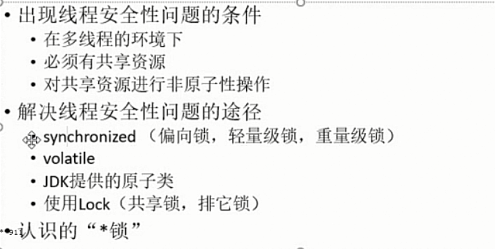 • 出现线程安全性问题的条件
• 在多线程的环境下
• 必须有共享资源
• 对共享资源进行非原子性操作
• 解决线程安全性问题的途径
• synchronized （偏向锁，轻量级锁，重量级锁）
• volatile
• JDK提供的原子类
• 使用Lock（共享锁，排它锁）
• 认识的“*锁”